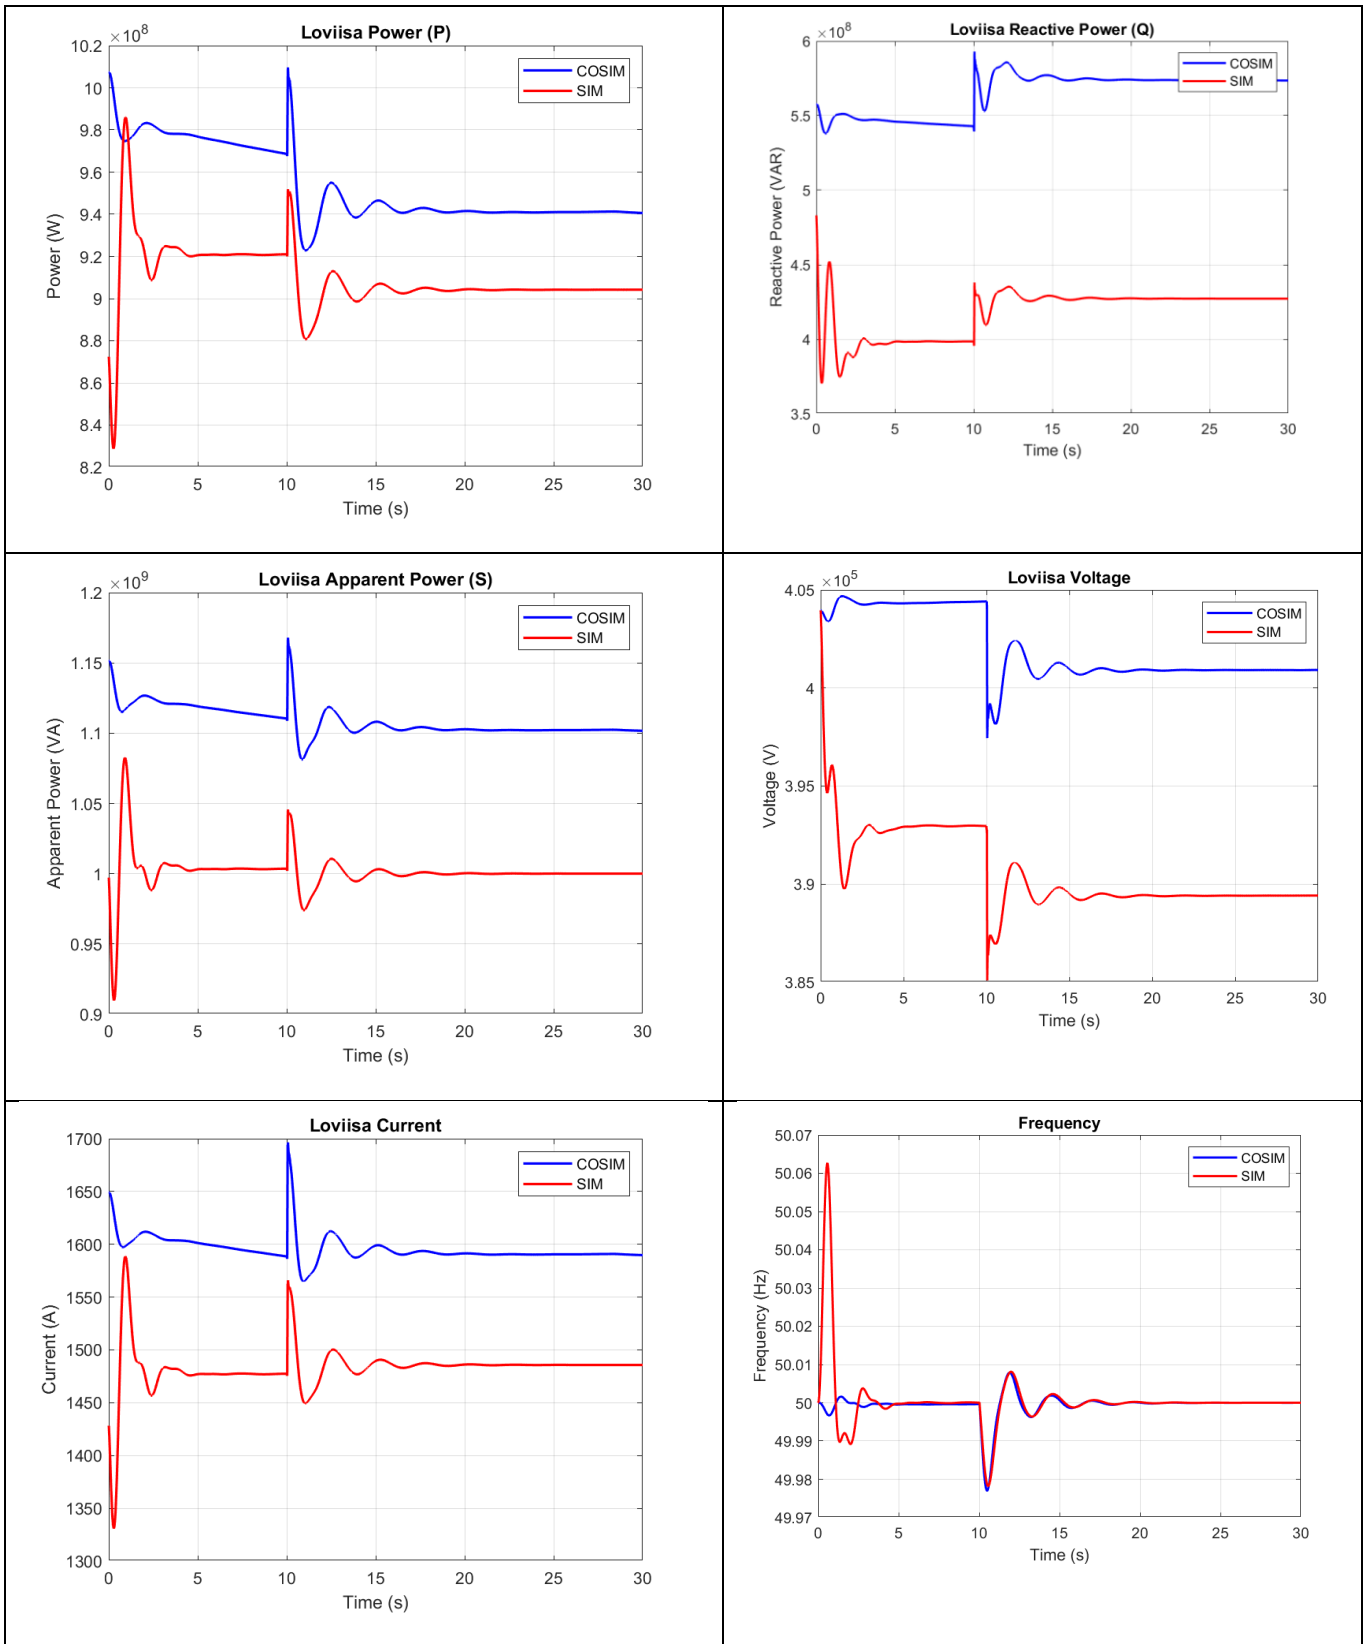 Loviisa Power (P)
×10^8
10.2
10
9.8
9.6
9.4
9.2
9
8.8
8.6
8.4
8.2
Power (W)
COSIM
SIM
0 5 10 15 20 25 30
Time (s)
Loviisa Reactive Power (Q)
×10^8
6
5.5
5
4.5
4
3.5
Reactive Power (VAR)
COSIM
SIM
0 5 10 15 20 25 30
Time (s)
Loviisa Apparent Power (S)
×10^9
1.2
1.15
1.1
1.05
1
0.95
0.9
Apparent Power (VA)
COSIM
SIM
0 5 10 15 20 25 30
Time (s)
Loviisa Voltage
×10^5
4.05
4
3.95
3.9
3.85
Voltage (V)
COSIM
SIM
0 5 10 15 20 25 30
Time (s)
Loviisa Current
1700
1650
1600
1550
1500
1450
1400
1350
1300
Current (A)
COSIM
SIM
0 5 10 15 20 25 30
Time (s)
Frequency
50.07
50.06
50.05
50.04
50.03
50.02
50.01
50
49.99
49.98
49.97
Frequency (Hz)
COSIM
SIM
0 5 10 15 20 25 30
Time (s)